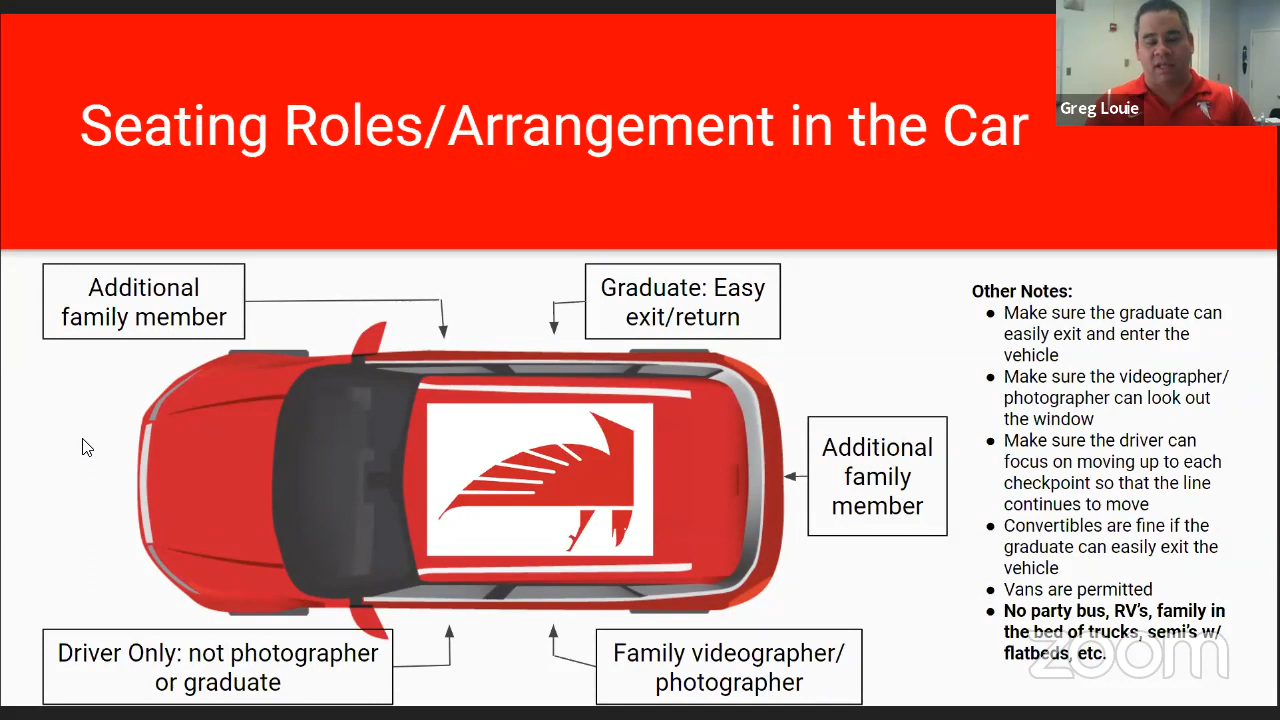 Seating Roles/Arrangement in the Car
Greg Louie
Additional
family member
Graduate: Easy
exit/return
Additional
family
member
Driver Only: not photographer
or graduate
Family videographer/
photographer
Other Notes:
● Make sure the graduate can
easily exit and enter the
vehicle
● Make sure the videographer/
photographer can look out
the window
● Make sure the driver can
focus on moving up to each
checkpoint so that the line
continues to move
● Convertibles are fine if the
graduate can easily exit the
vehicle
● Vans are permitted
● No party bus, RV's, family in
the bed of trucks, semi's w/
flatbeds, etc.
zoom